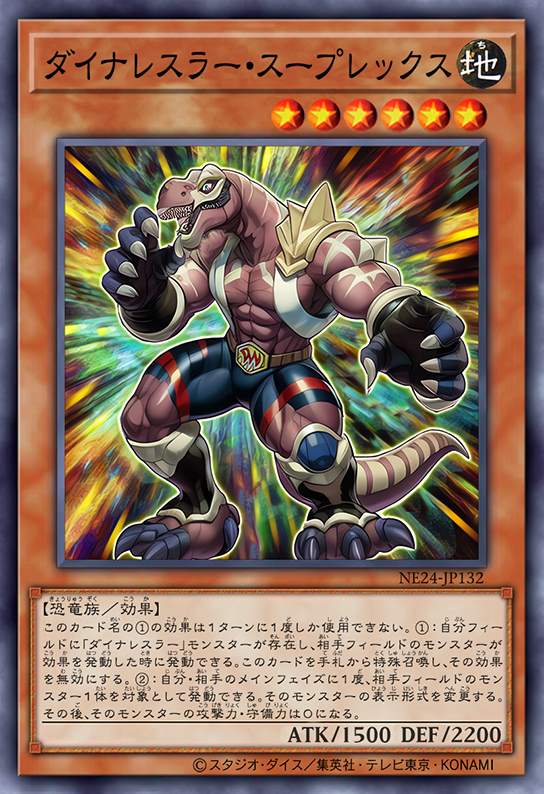 ダイナレスラー・スープレックス
地
NE24-JP132
【恐竜族／効果】
このカード名の①の効果は１ターンに１度しか使用できない。①：自分フィー
ルドに「ダイナレスラー」モンスターが存在し、相手フィールドのモンスターが
効果を発動した時に発動できる。このカードを手札から特殊召喚し、その効果
を無効にする。②：自分・相手のメインフェイズに１度、相手フィールドのモン
スター１体を対象として発動できる。そのモンスターの表示形式を変更する。
その後、そのモンスターの攻撃力・守備力は０になる。
ATK/1500 DEF/2200
©スタジオ・ダイス／集英社・テレビ東京・KONAMI